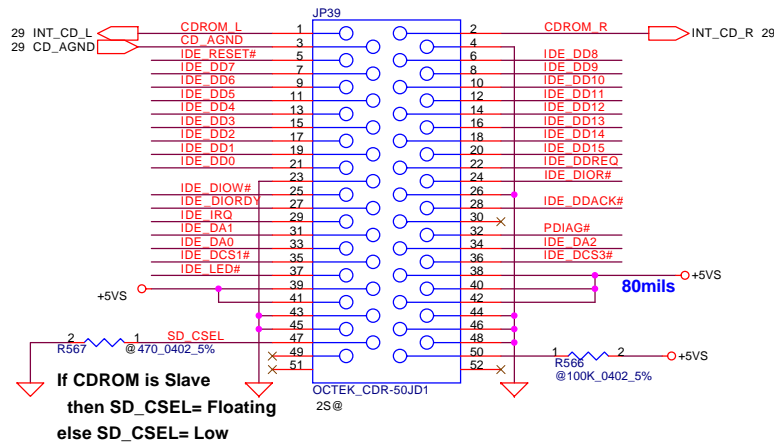 JP39
29 INT_CD_L CDROM_L 1 2 CDROM_R INT_CD_R 29
29 CD_AGND CD_AGND 3 4
IDE_RESET# 5 6 IDE_DD8
IDE_DD7 7 8 IDE_DD9
IDE_DD6 9 10 IDE_DD10
IDE_DD5 11 12 IDE_DD11
IDE_DD4 13 14 IDE_DD12
IDE_DD3 15 16 IDE_DD13
IDE_DD2 17 18 IDE_DD14
IDE_DD1 19 20 IDE_DD15
IDE_DD0 21 22 IDE_DDREQ
23 24 IDE_DIOR#
IDE_DIOW# 25 26
IDE_DIORDY 27 28 IDE_DDACK#
IDE_IRQ 29 30
IDE_DA1 31 32 PDIAG#
IDE_DA0 33 34 IDE_DA2
IDE_DCS1# 35 36 IDE_DCS3#
IDE_LED# 37 38 +5VS
+5VS 39 40 80mils
41 42
43 44
45 46
2 1 SD_CSEL 47 48
R567 @470_0402_5%
49 50 1 2 +5VS
51 52 R566
@100K_0402_5%
OCTEK_CDR-50JD1
2S@
If CDROM is Slave
then SD_CSEL= Floating
else SD_CSEL= Low